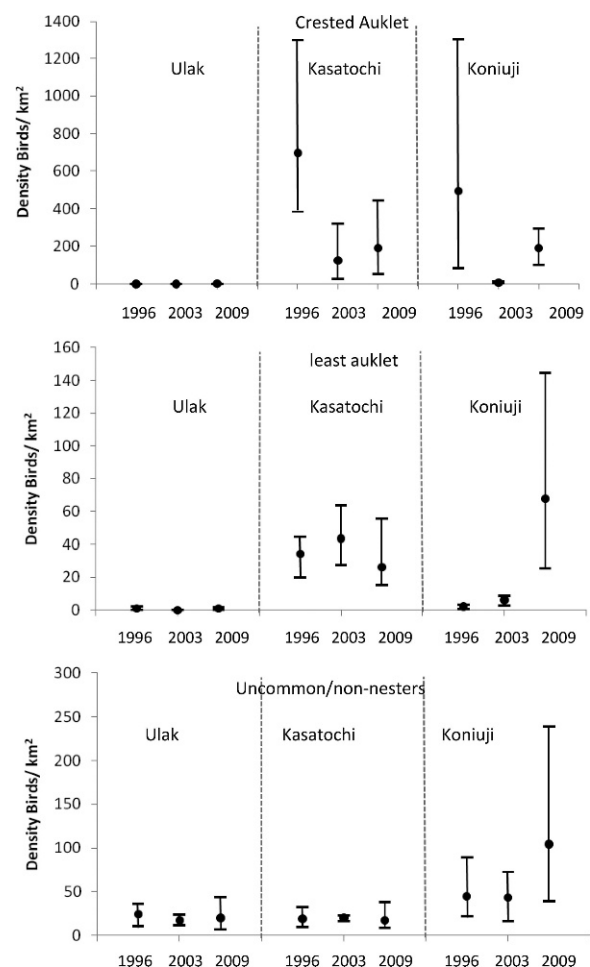 Crested Auklet
Ulak Kasatochi Koniuji
Density Birds/ km²
1400
1200
1000
800
600
400
200
0
1996 2003 2009 1996 2003 2009 1996 2003 2009
least auklet
Ulak Kasatochi Koniuji
Density Birds/ km²
160
140
120
100
80
60
40
20
0
1996 2003 2009 1996 2003 2009 1996 2003 2009
Uncommon/non-nesters
Ulak Kasatochi Koniuji
Density Birds/ km²
300
250
200
150
100
50
0
1996 2003 2009 1996 2003 2009 1996 2003 2009